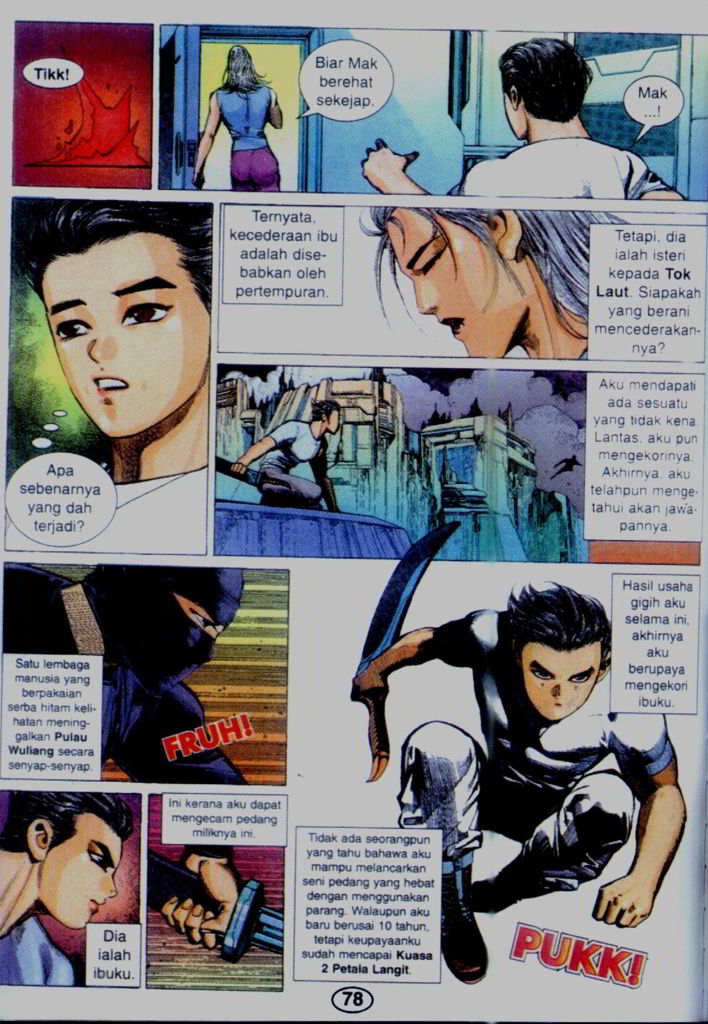 Tikk!
Biar Mak
berehat
sekejap.
Mak
...!
Apa
sebenarnya
yang dah
terjadi?
Ternyata,
kecederaan ibu
adalah dise-
babkan oleh
pertempuran.
Tetapi, dia
ialah isteri
kepada Tok
Laut. Siapakah
yang berani
mencederakan-
nya?
Aku mendapati
ada sesuatu
yang tidak kena.
Lantas, aku pun
mengekorinya.
Akhirnya, aku
telahpun menge-
tahui akan jawa-
pannya.
Satu lembaga
manusia yang
berpakaian
serba hitam keli-
hatan mening-
galkan Pulau
Wuliang secara
senyap-senyap.
FRUH!
Hasil usaha
gigih aku
selama ini,
akhirnya
aku
berupaya
mengekori
ibuku.
Dia
ialah
ibuku.
Ini kerana aku dapat
mengecam pedang
miliknya ini.
Tidak ada seorangpun
yang tahu bahawa aku
mampu melancarkan
seni pedang yang hebat
dengan menggunakan
parang. Walaupun aku
baru berusai 10 tahun,
tetapi keupayaanku
sudah mencapai Kuasa
2 Petala Langit.
PUKK!
78